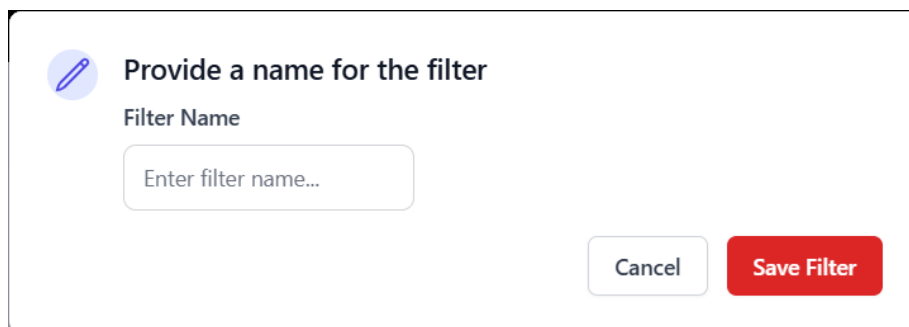 Provide a name for the filter
Filter Name
Enter filter name...
Cancel
Save Filter